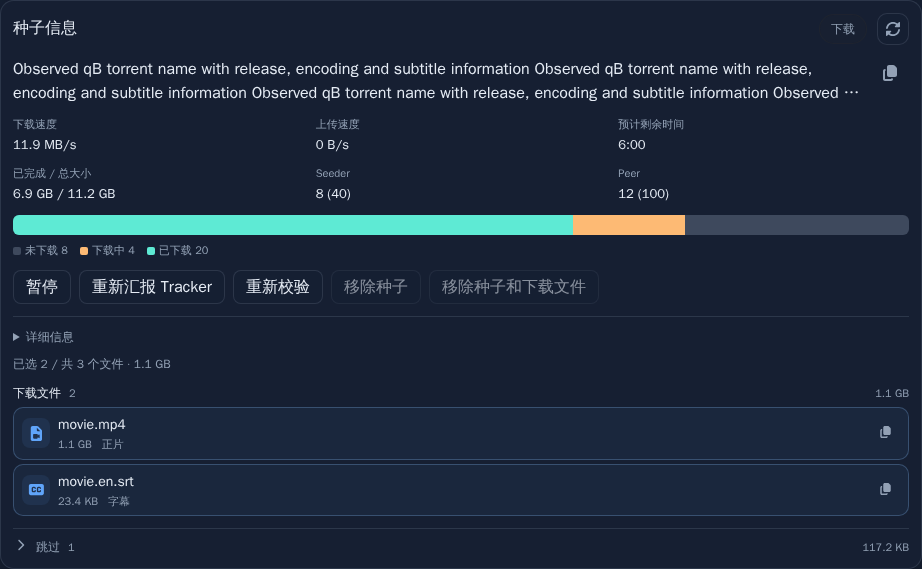 种子信息
下载
Observed qB torrent name with release, encoding and subtitle information Observed qB torrent name with release,
encoding and subtitle information Observed qB torrent name with release, encoding and subtitle information Observed ···
下载速度 上传速度 预计剩余时间
11.9 MB/s 0 B/s 6:00
已完成 / 总大小 Seeder Peer
6.9 GB / 11.2 GB 8 (40) 12 (100)
未下载 8 下载中 4 已下载 20
暂停 重新汇报 Tracker 重新校验 移除种子 移除种子和下载文件
详细信息
已选 2 / 共 3 个文件 · 1.1 GB
下载文件 2 1.1 GB
movie.mp4
1.1 GB 正片
CC
movie.en.srt
23.4 KB 字幕
跳过 1 117.2 KB